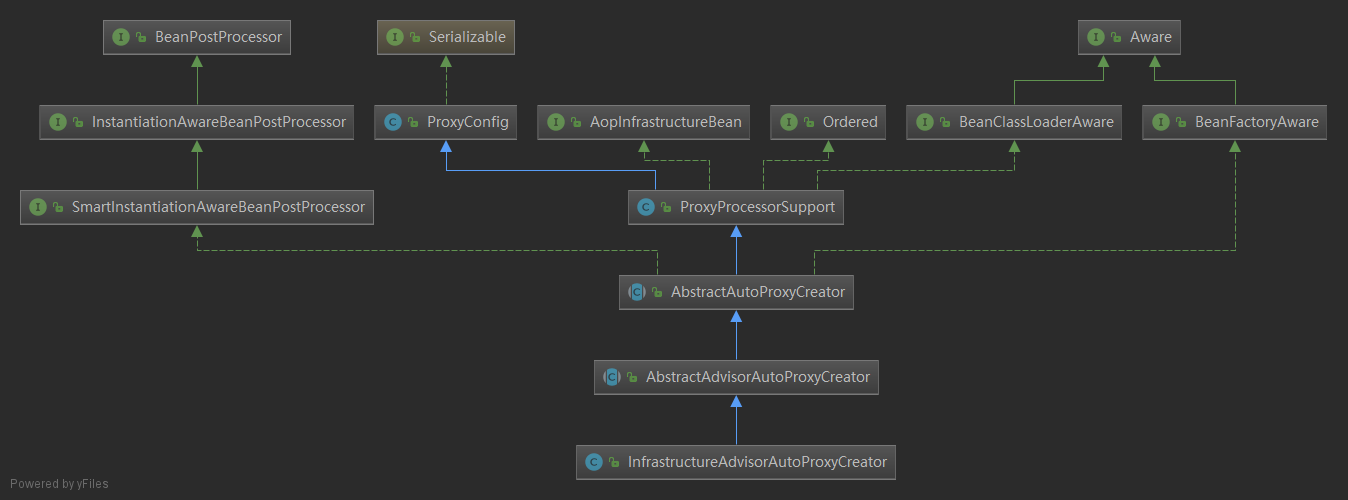 BeanPostProcessor
Serializable
Aware
InstantiationAwareBeanPostProcessor
ProxyConfig
AopInfrastructureBean
Ordered
BeanClassLoaderAware
BeanFactoryAware
SmartInstantiationAwareBeanPostProcessor
ProxyProcessorSupport
AbstractAutoProxyCreator
AbstractAdvisorAutoProxyCreator
InfrastructureAdvisorAutoProxyCreator
Powered by yFiles